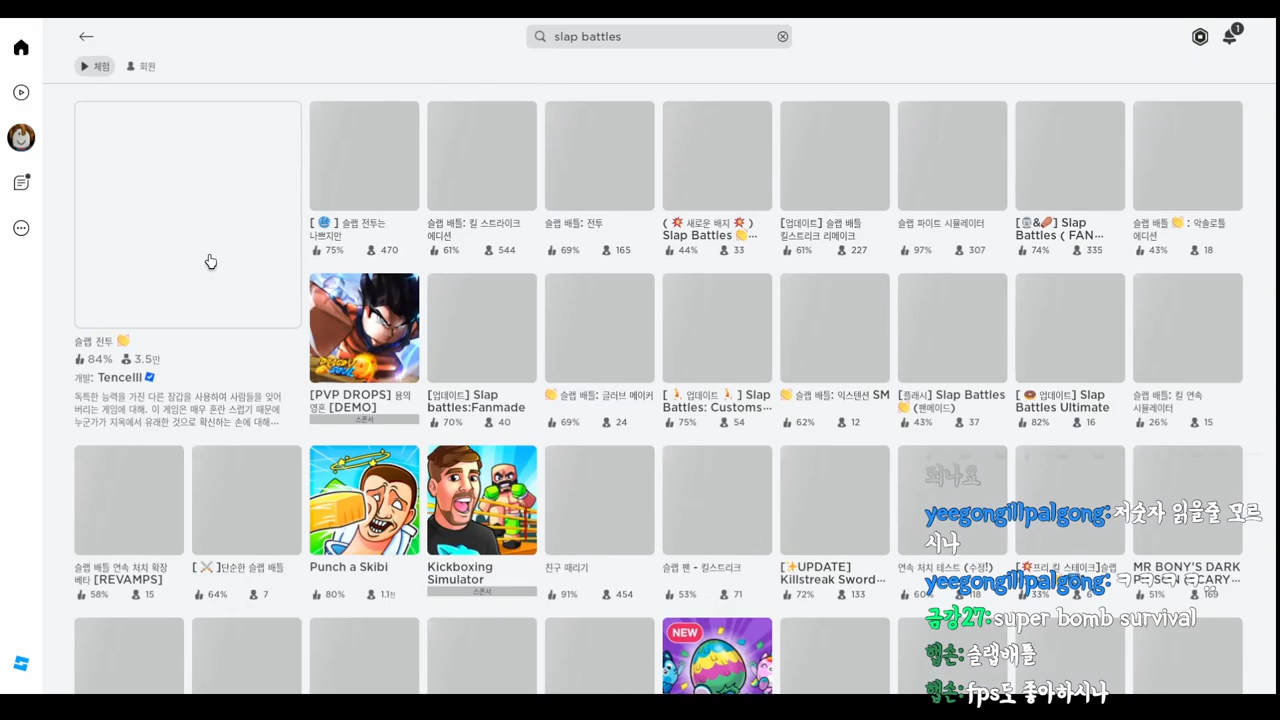 slap battles
1
체험
회원
슬랩 전투 👏
84% 3.5만
개발: Tencelll
독특한 능력을 가진 다른 장갑을 사용하여 사람들을 잊어
버리는 게임에 대해. 이 게임은 매우 혼란 스럽기 때문에
누군가가 지옥에서 유래한 것으로 확신하는 손에 대해…
[ ] 슬랩 전투는
나쁘지만
75% 470
슬랩 배틀: 킬 스트라이크
에디션
61% 544
슬랩 배틀: 전투
69% 165
( 💥 새로운 배지 💥 )
Slap Battles 👏…
44% 33
[업데이트] 슬랩 배틀
킬스트리크 리메이크
61% 227
슬랩 파이트 시뮬레이터
97% 307
[&] Slap
Battles ( FAN…
74% 335
슬랩 배틀 👏 : 악솔로틀
에디션
43% 18
[PVP DROPS] 용의
영혼 [DEMO]
스폰서
[업데이트] Slap
battles:Fanmade
70% 40
👏 슬랩 배틀: 글러브 메이커
69% 24
[ 업데이트 ] Slap
Battles: Customs…
75% 54
👏 슬랩 배틀: 익스텐션 SM
62% 12
[플래시] Slap Battles
👏 (팬메이드)
43% 37
[ 🍩 업데이트] Slap
Battles Ultimate
82% 16
슬랩 배틀: 킬 연속
시뮬레이터
26% 15
슬랩 배틀 연속 처치 확장
베타 [REVAMPS]
58% 15
[ ⚔️ ]단순한 슬랩 배틀
64% 7
Punch a Skibi
80% 1.1천
Kickboxing
Simulator
스폰서
친구 때리기
91% 454
슬랩 팬 - 킬스트리크
53% 71
[✨UPDATE]
Killstreak Sword…
72% 133
연속 처치 테스트 (수정!)
118
[💥프리 킬 스테이크]슬랩
33%
MR BONY'S DARK
51% 169
NEW
되나요
yeegongillpalgong: 저숫자 읽을줄 모르
시나
yeegongillpalgong: ㅋㅋㅋㅋ;;
금강27: super bomb survival
햅손: 슬랩배틀
햅손: fps도 좋아하시나